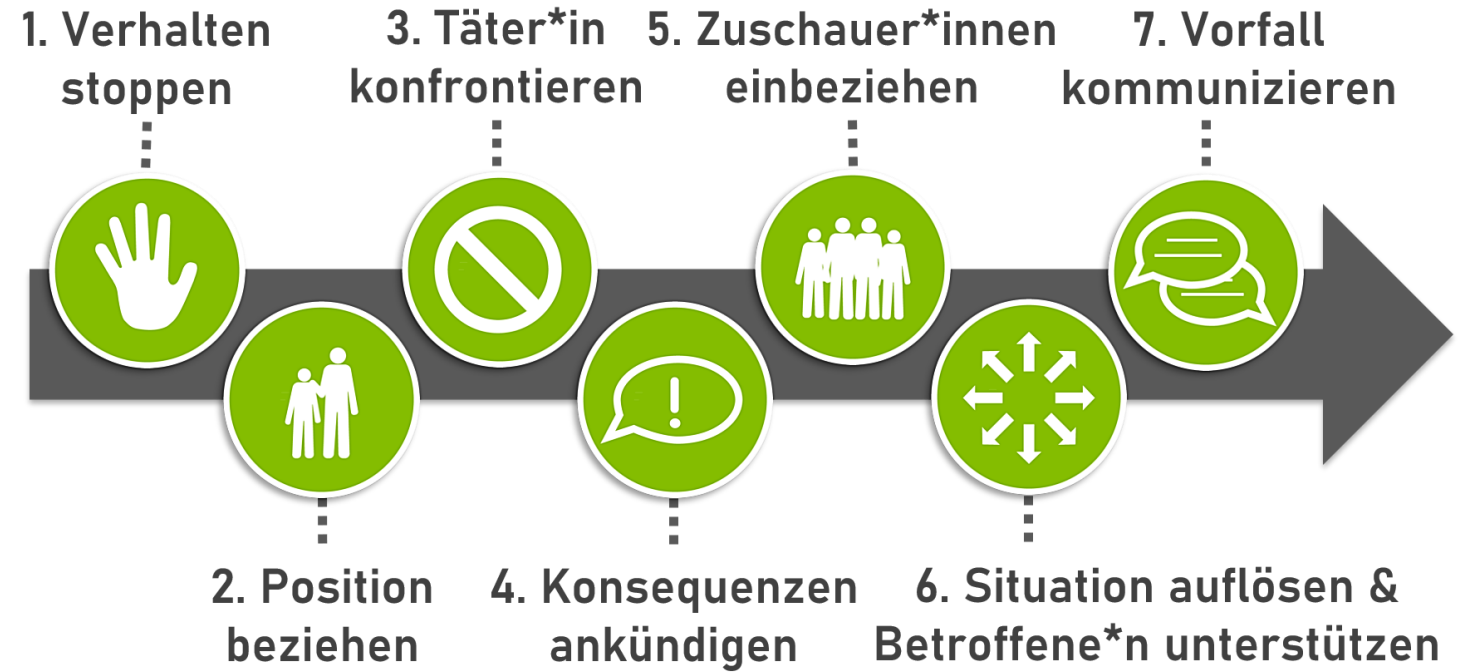 1. Verhalten
stoppen
2. Position
beziehen
3. Täter*in
konfrontieren
4. Konsequenzen
ankündigen
5. Zuschauer*innen
einbeziehen
6. Situation auflösen &
Betroffene*n unterstützen
7. Vorfall
kommunizieren
!